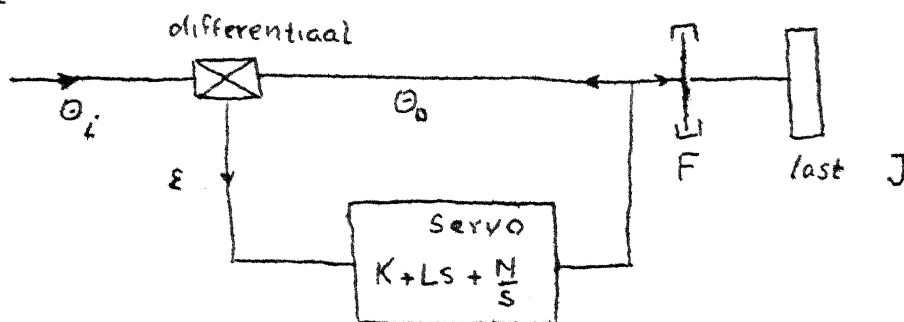 differentiaal
Θi
Θo
F
last J
ε
Servo
K+LS+N/S